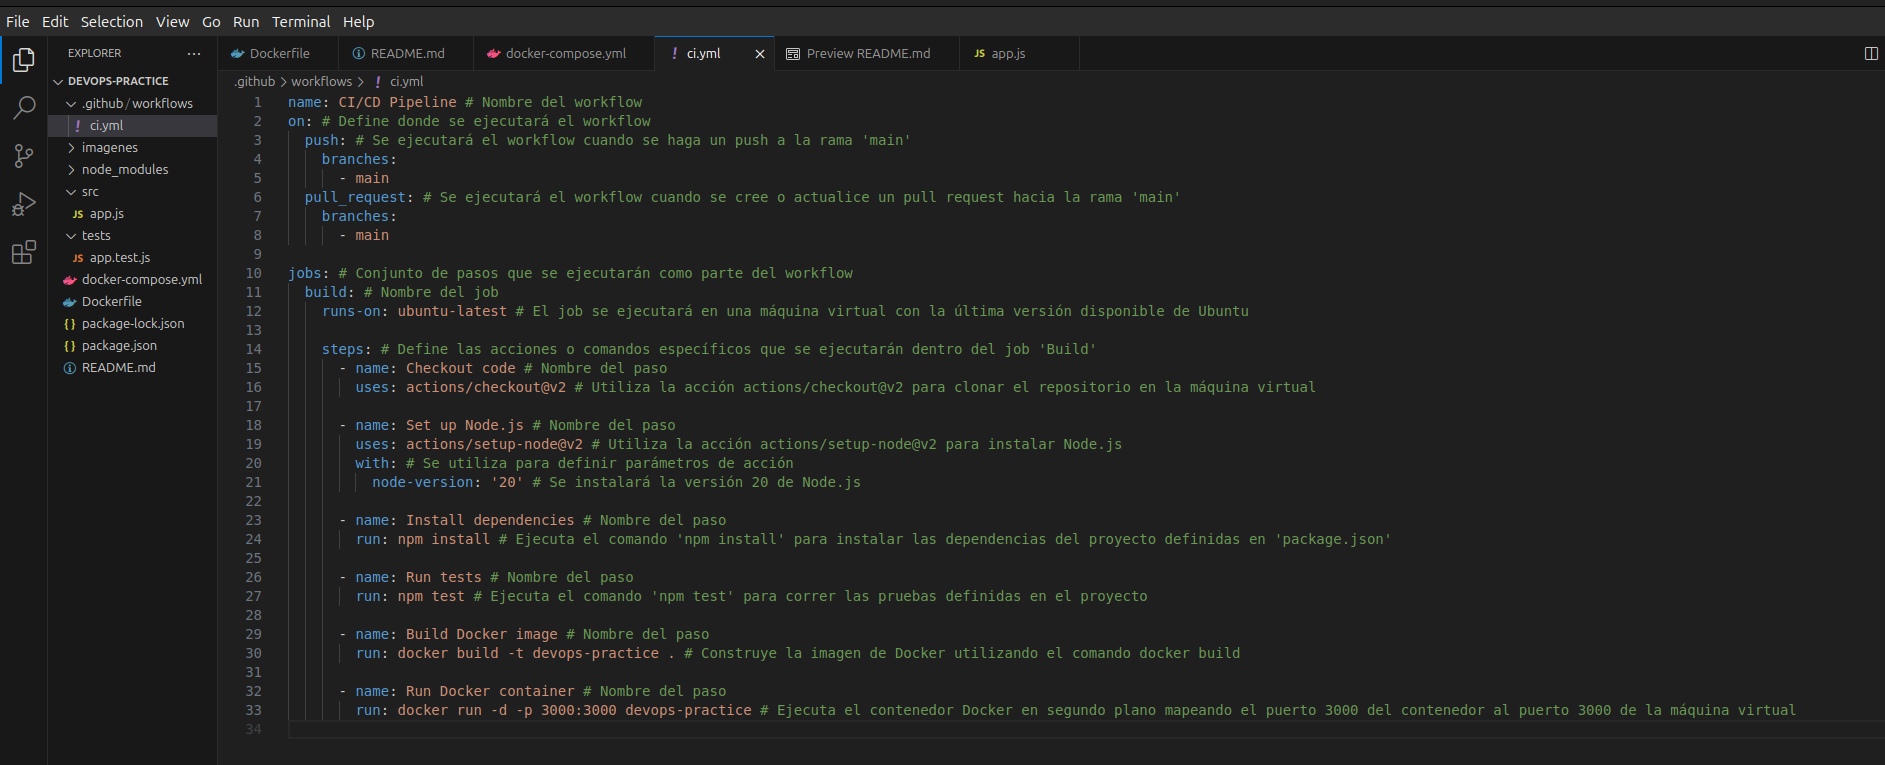 File Edit Selection View Go Run Terminal Help
EXPLORER ···
Dockerfile README.md docker-compose.yml ! ci.yml × Preview README.md JS app.js
DEVOPS-PRACTICE
.github/workflows
! ci.yml
imagenes
node_modules
src
JS app.js
tests
JS app.test.js
docker-compose.yml
Dockerfile
{} package-lock.json
{} package.json
README.md
.github > workflows > ! ci.yml
1 name: CI/CD Pipeline # Nombre del workflow
2 on: # Define donde se ejecutará el workflow
3 push: # Se ejecutará el workflow cuando se haga un push a la rama 'main'
4 branches:
5 - main
6 pull_request: # Se ejecutará el workflow cuando se cree o actualice un pull request hacia la rama 'main'
7 branches:
8 - main
9
10 jobs: # Conjunto de pasos que se ejecutarán como parte del workflow
11 build: # Nombre del job
12 runs-on: ubuntu-latest # El job se ejecutará en una máquina virtual con la última versión disponible de Ubuntu
13
14 steps: # Define las acciones o comandos específicos que se ejecutarán dentro del job 'Build'
15 - name: Checkout code # Nombre del paso
16 uses: actions/checkout@v2 # Utiliza la acción actions/checkout@v2 para clonar el repositorio en la máquina virtual
17
18 - name: Set up Node.js # Nombre del paso
19 uses: actions/setup-node@v2 # Utiliza la acción actions/setup-node@v2 para instalar Node.js
20 with: # Se utiliza para definir parámetros de acción
21 node-version: '20' # Se instalará la versión 20 de Node.js
22
23 - name: Install dependencies # Nombre del paso
24 run: npm install # Ejecuta el comando 'npm install' para instalar las dependencias del proyecto definidas en 'package.json'
25
26 - name: Run tests # Nombre del paso
27 run: npm test # Ejecuta el comando 'npm test' para correr las pruebas definidas en el proyecto
28
29 - name: Build Docker image # Nombre del paso
30 run: docker build -t devops-practice . # Construye la imagen de Docker utilizando el comando docker build
31
32 - name: Run Docker container # Nombre del paso
33 run: docker run -d -p 3000:3000 devops-practice # Ejecuta el contenedor Docker en segundo plano mapeando el puerto 3000 del contenedor al puerto 3000 de la máquina virtual
34